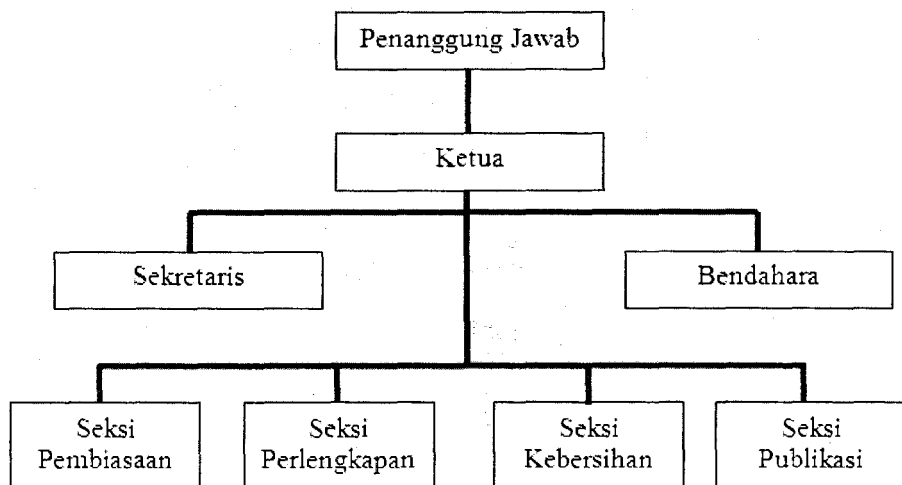 Penanggung Jawab
Ketua
Sekretaris
Bendahara
Seksi
Pembiasaan
Seksi
Perlengkapan
Seksi
Kebersihan
Seksi
Publikasi